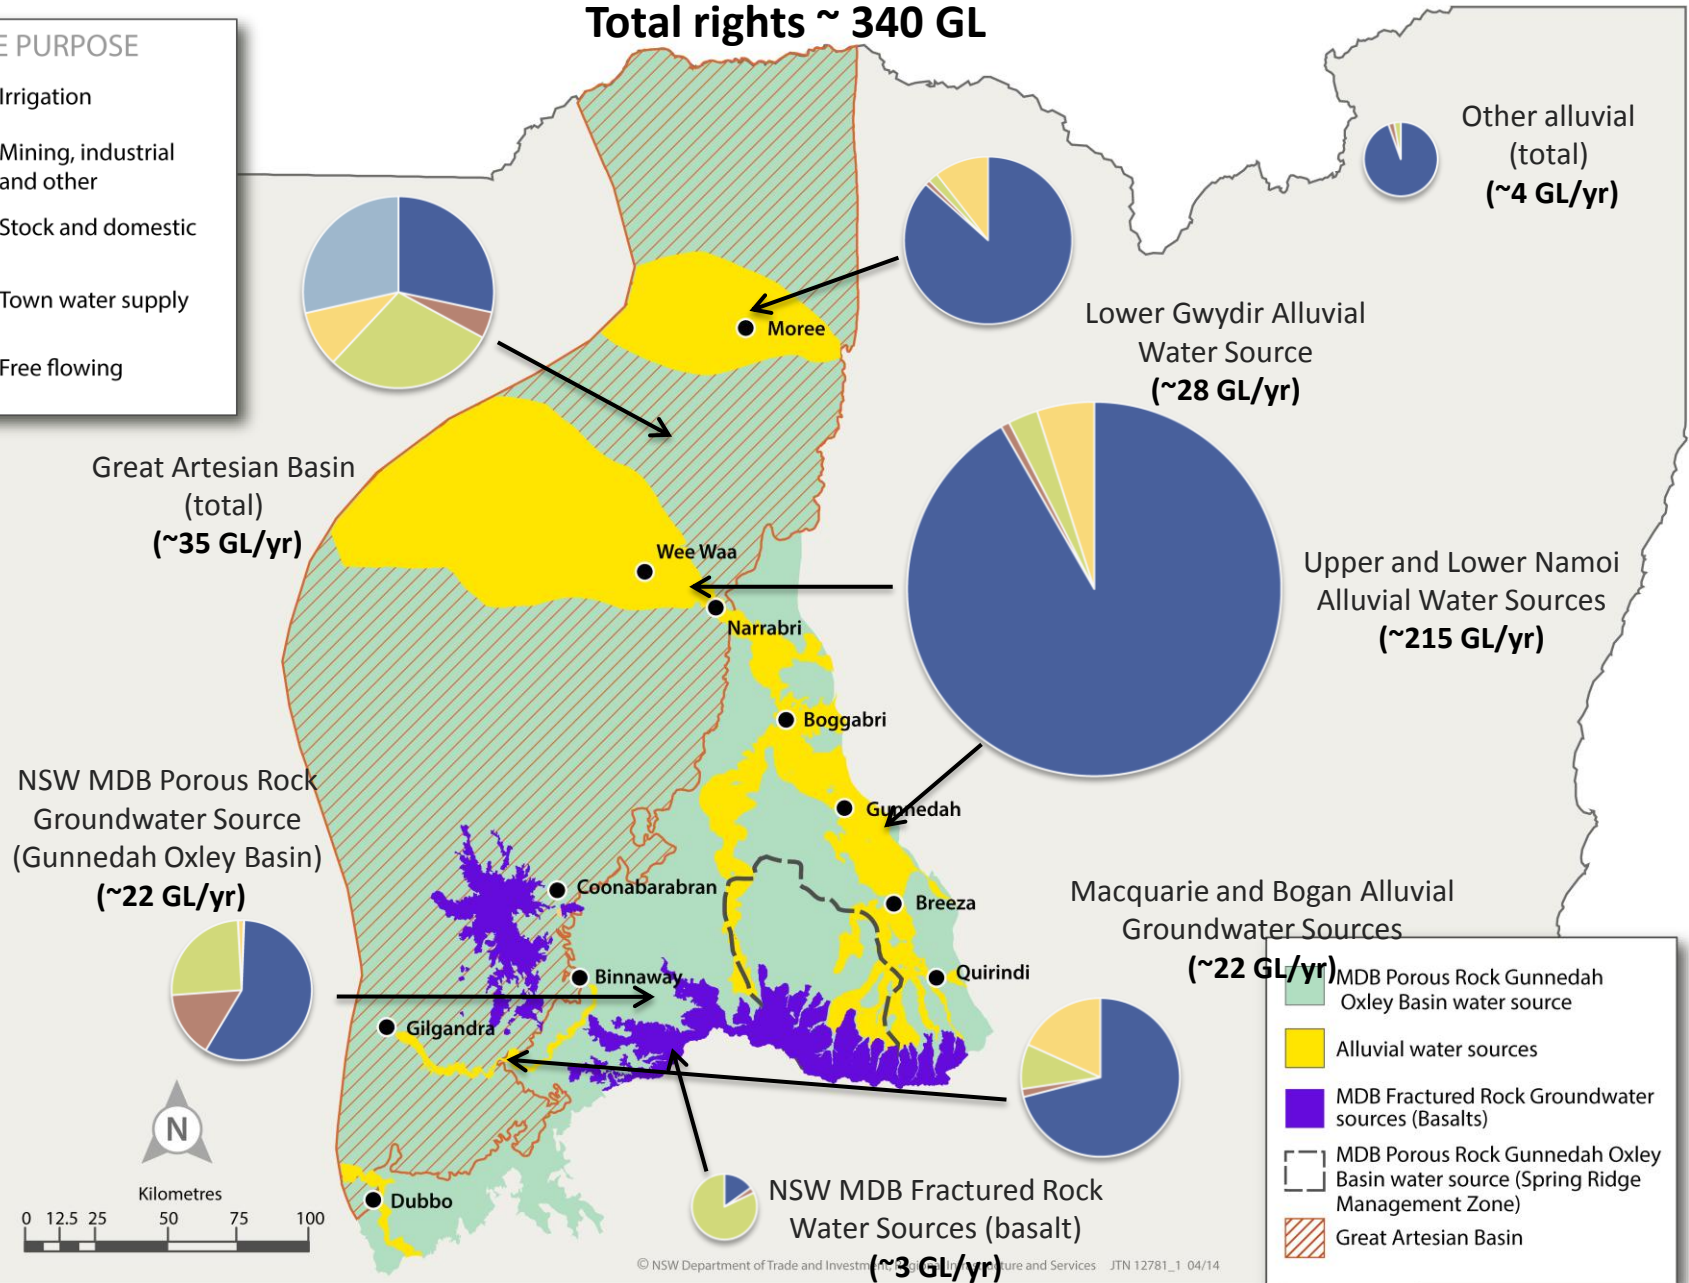 Total rights ~ 340 GL
E PURPOSE
Irrigation
Mining, industrial
and other
Stock and domestic
Town water supply
Free flowing
Other alluvial
(total)
(~4 GL/yr)
Moree
Lower Gwydir Alluvial
Water Source
(~28 GL/yr)
Great Artesian Basin
(total)
(~35 GL/yr)
Wee Waa
Narrabri
Upper and Lower Namoi
Alluvial Water Sources
(~215 GL/yr)
Boggabri
Gunnedah
NSW MDB Porous Rock
Groundwater Source
(Gunnedah Oxley Basin)
(~22 GL/yr)
Coonabarabran
Breeza
Macquarie and Bogan Alluvial
Groundwater Sources
(~22 GL/yr)
Binnaway
Quirindi
Gilgandra
MDB Porous Rock Gunnedah
Oxley Basin water source
Alluvial water sources
MDB Fractured Rock Groundwater
sources (Basalts)
MDB Porous Rock Gunnedah Oxley
Basin water source (Spring Ridge
Management Zone)
Great Artesian Basin
N
Kilometres
0 12.5 25 50 75 100
Dubbo
NSW MDB Fractured Rock
Water Sources (basalt)
(~3 GL/yr)
© NSW Department of Trade and Investment, Regional Infrastructure and Services JTN 12781_1 04/14